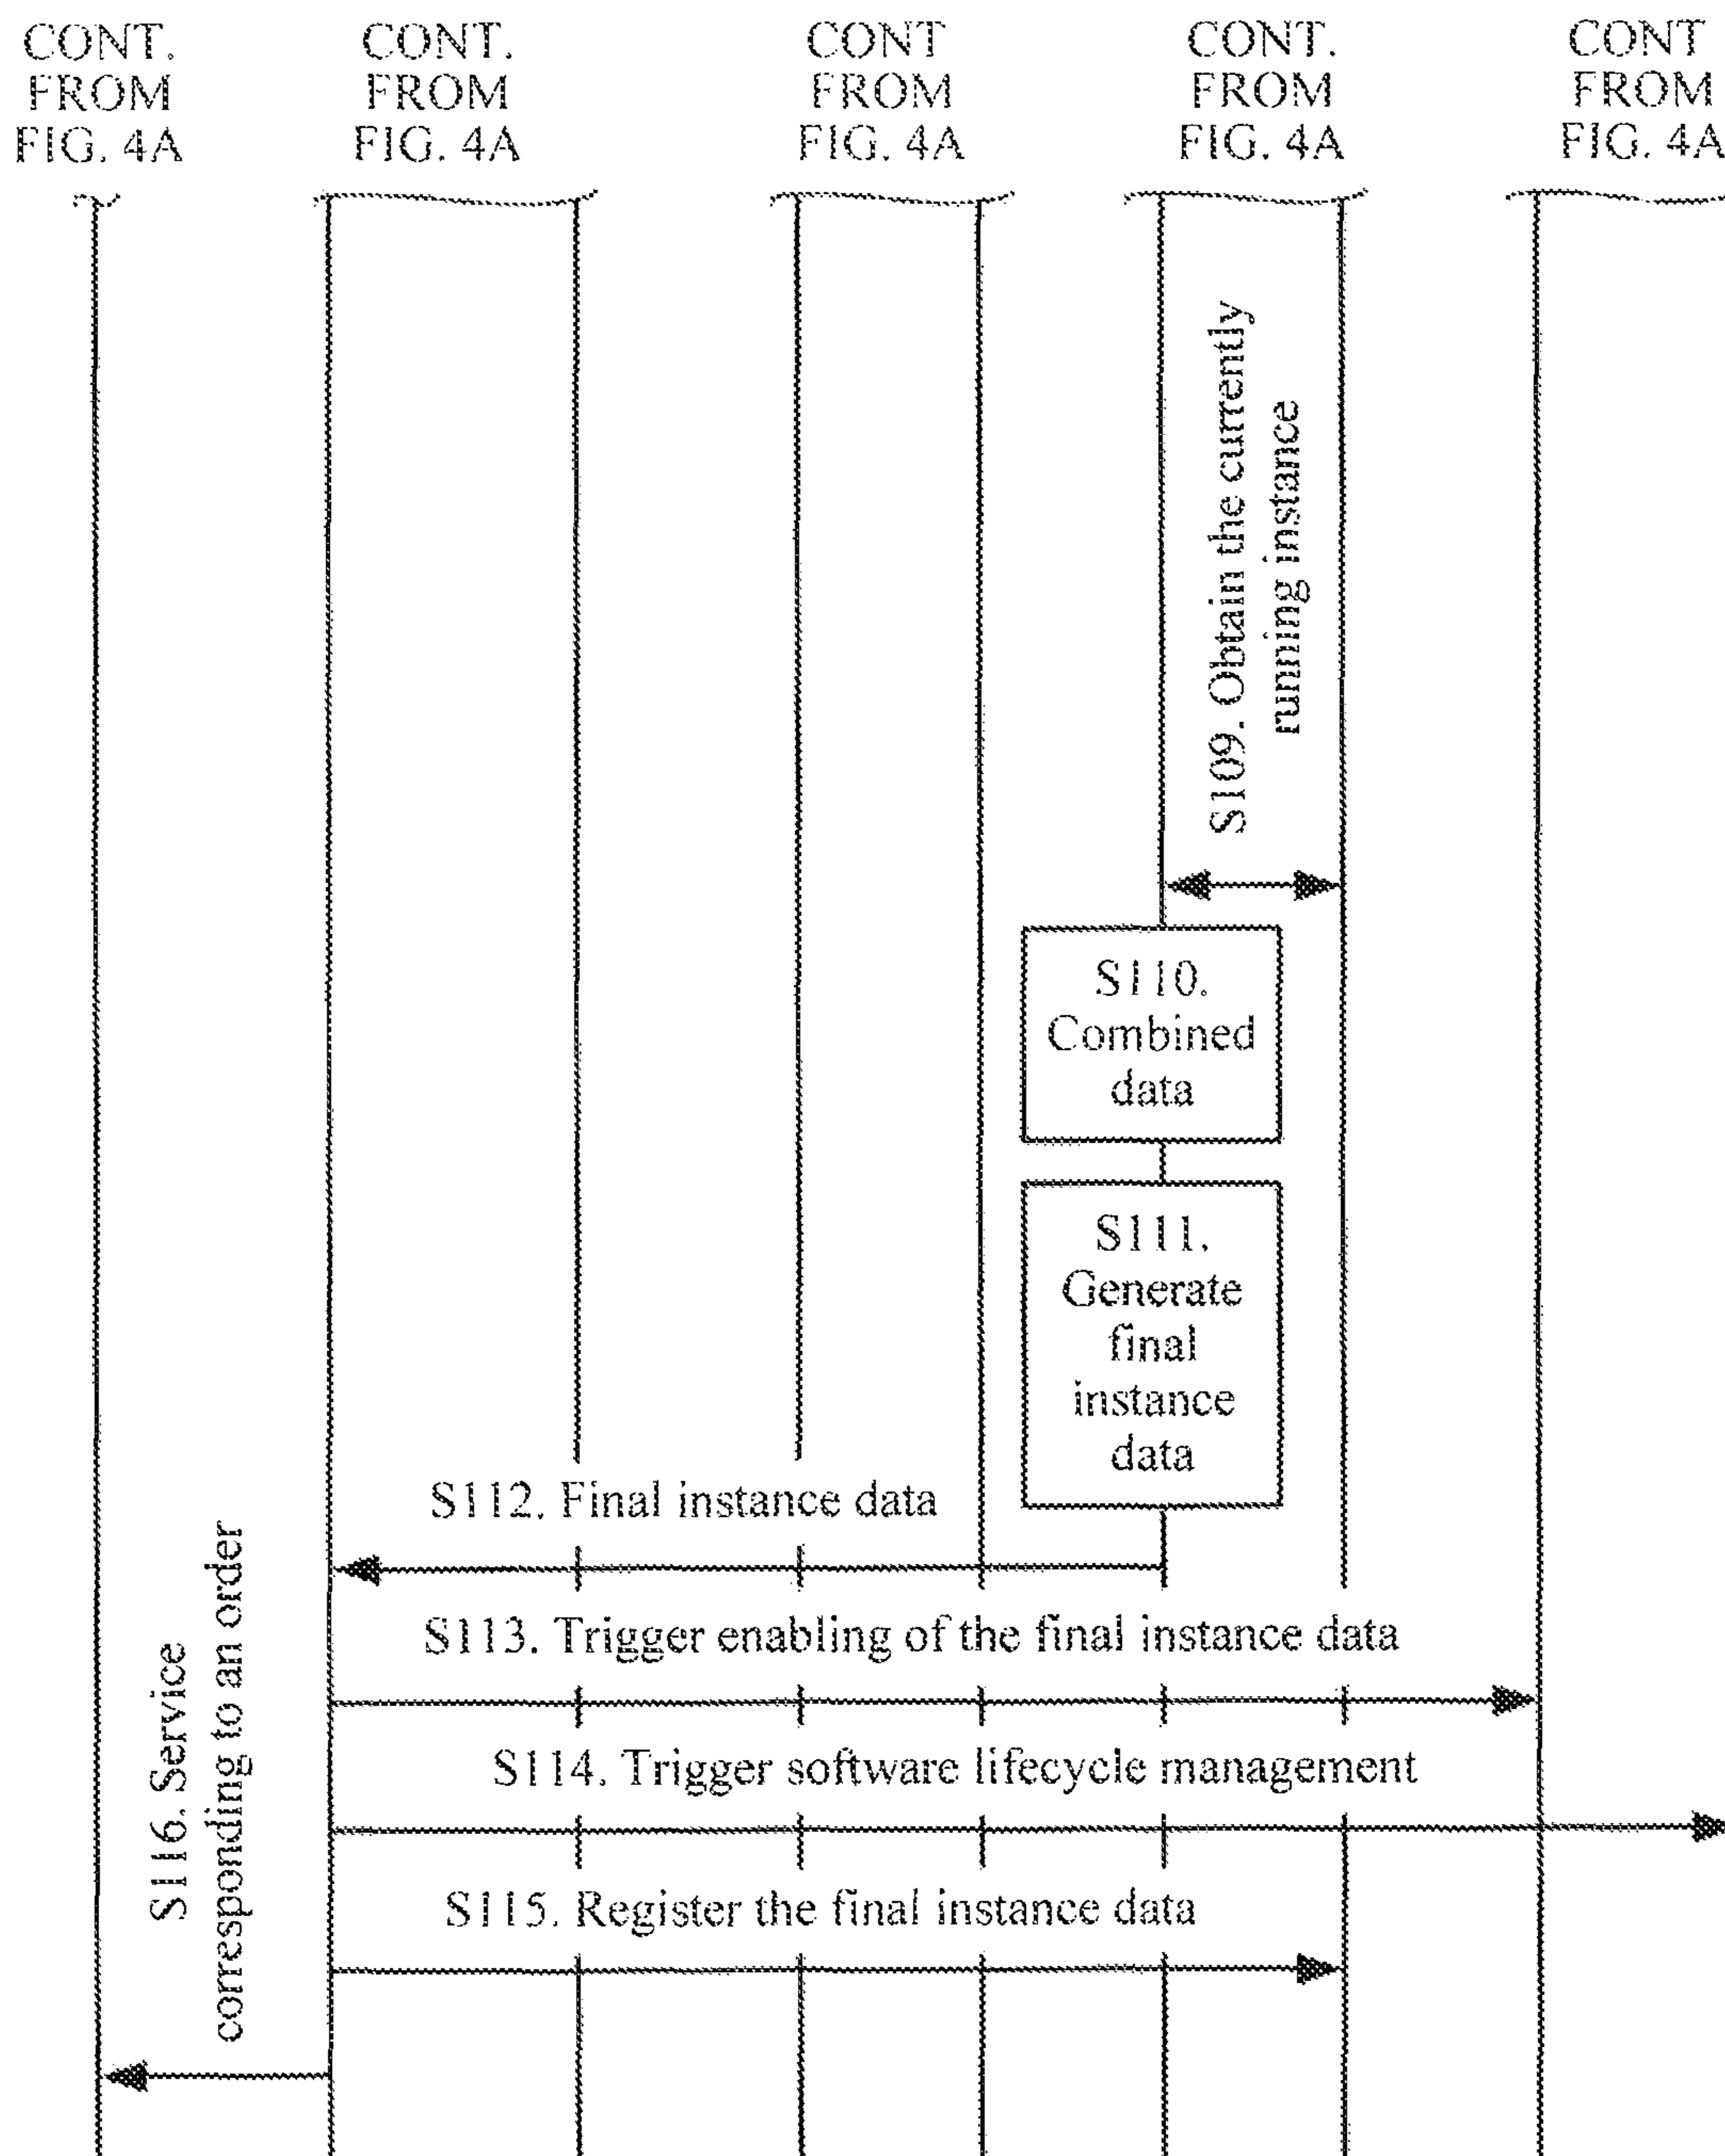 CONT.
FROM
FIG. 4A
CONT.
FROM
FIG. 4A
CONT
FROM
FIG. 4A
CONT.
FROM
FIG. 4A
CONT
FROM
FIG. 4A
S109. Obtain the currently
running instance
S110.
Combined
data
S111.
Generate
final
instance
data
S112. Final instance data
S113. Trigger enabling of the final instance data
S114. Trigger software lifecycle management
S115. Register the final instance data
S116. Service
corresponding to an order